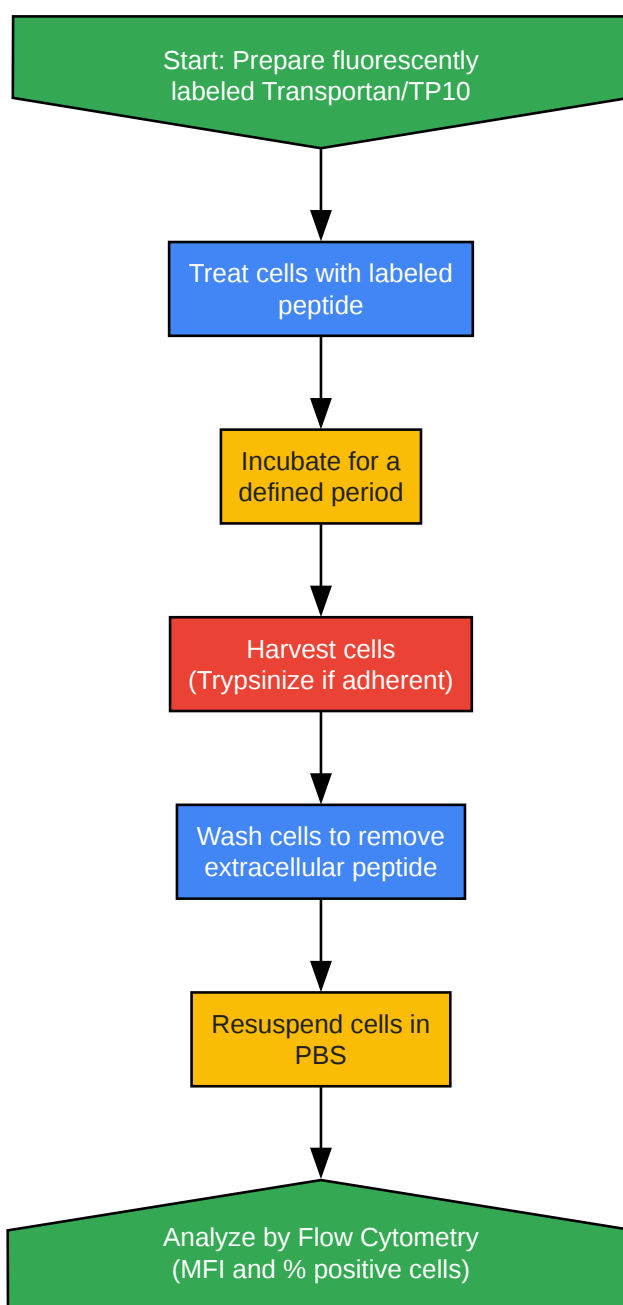 Start: Prepare fluorescently
labeled Transportan/TP10
Treat cells with labeled
peptide
Incubate for a
defined period
Harvest cells
(Trypsinize if adherent)
Wash cells to remove
extracellular peptide
Resuspend cells in
PBS
Analyze by Flow Cytometry
(MFI and % positive cells)